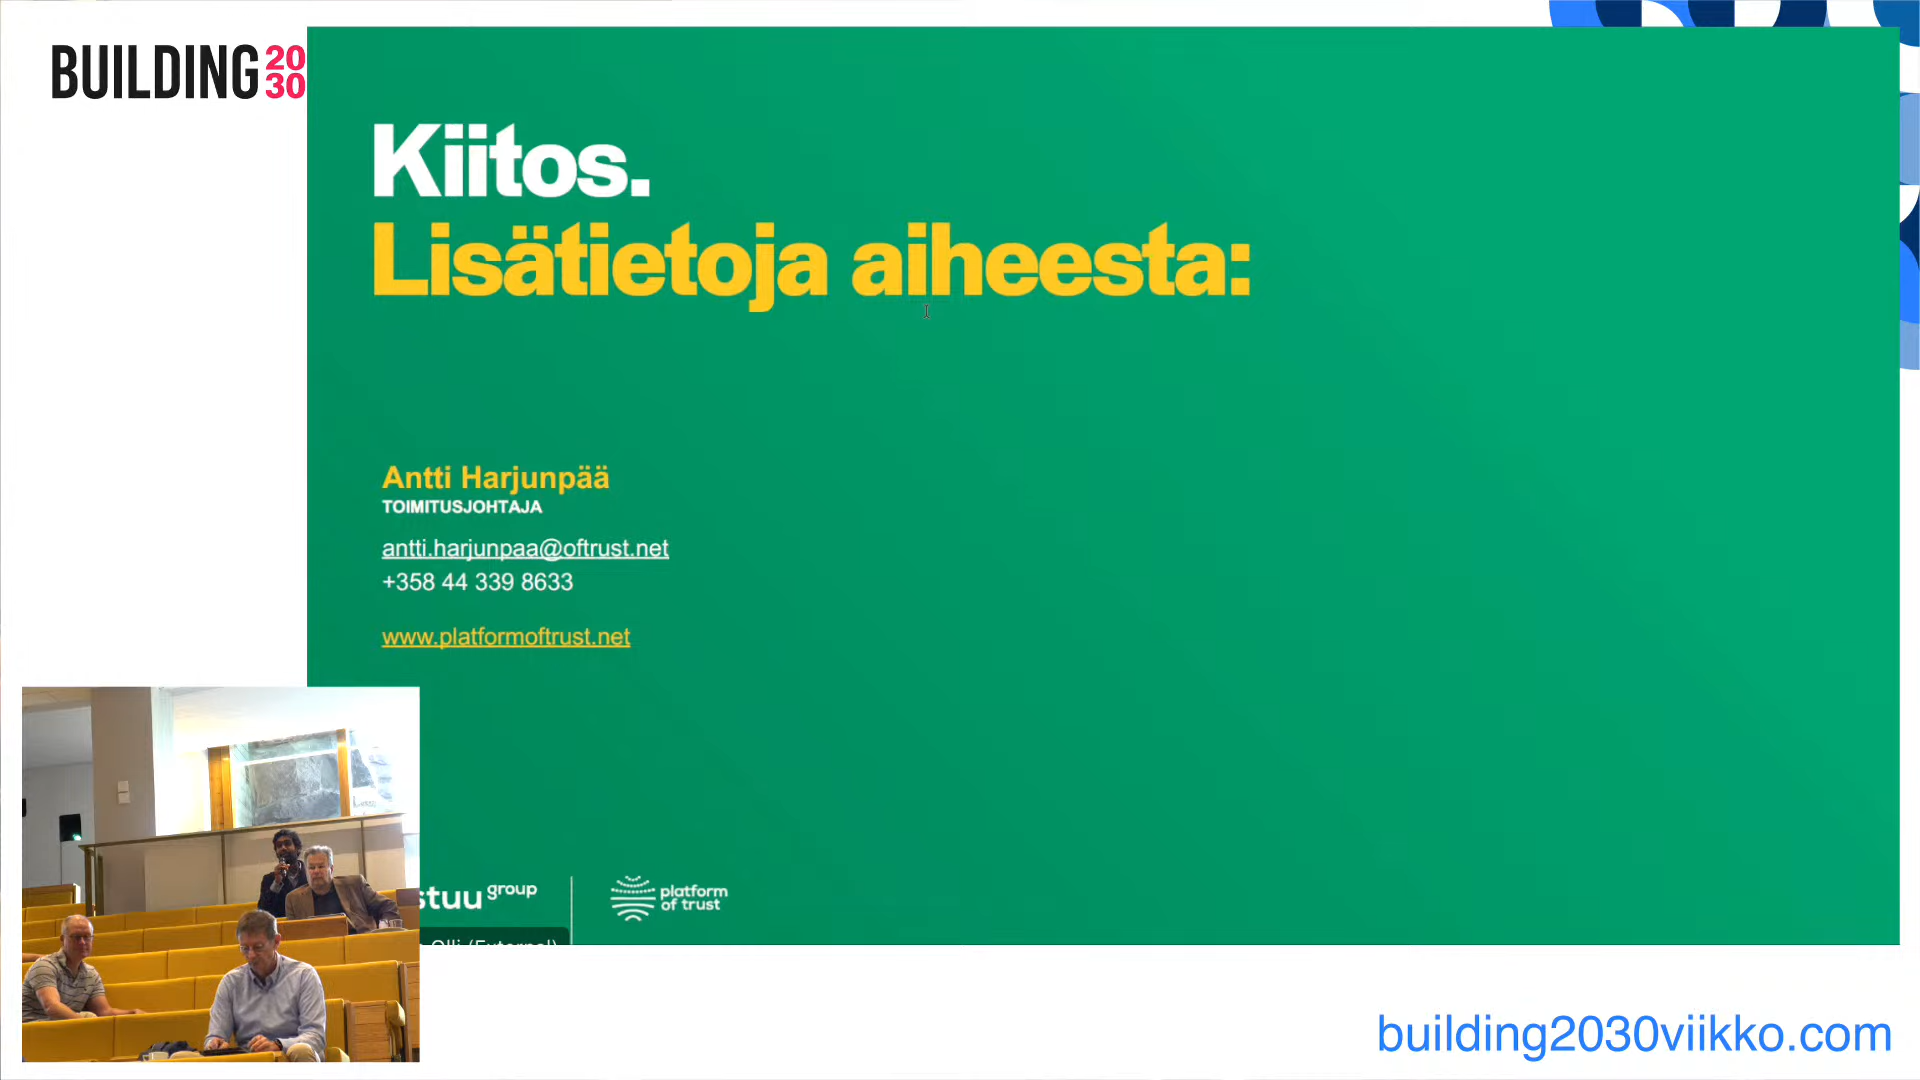 BUILDING 2030
Kiitos.
Lisätietoja aiheesta:
Antti Harjunpää
TOIMITUSJOHTAJA
antti.harjunpaa@oftrust.net
+358 44 339 8633
www.platformoftrust.net
stuu group
platform
of trust
building2030viikko.com